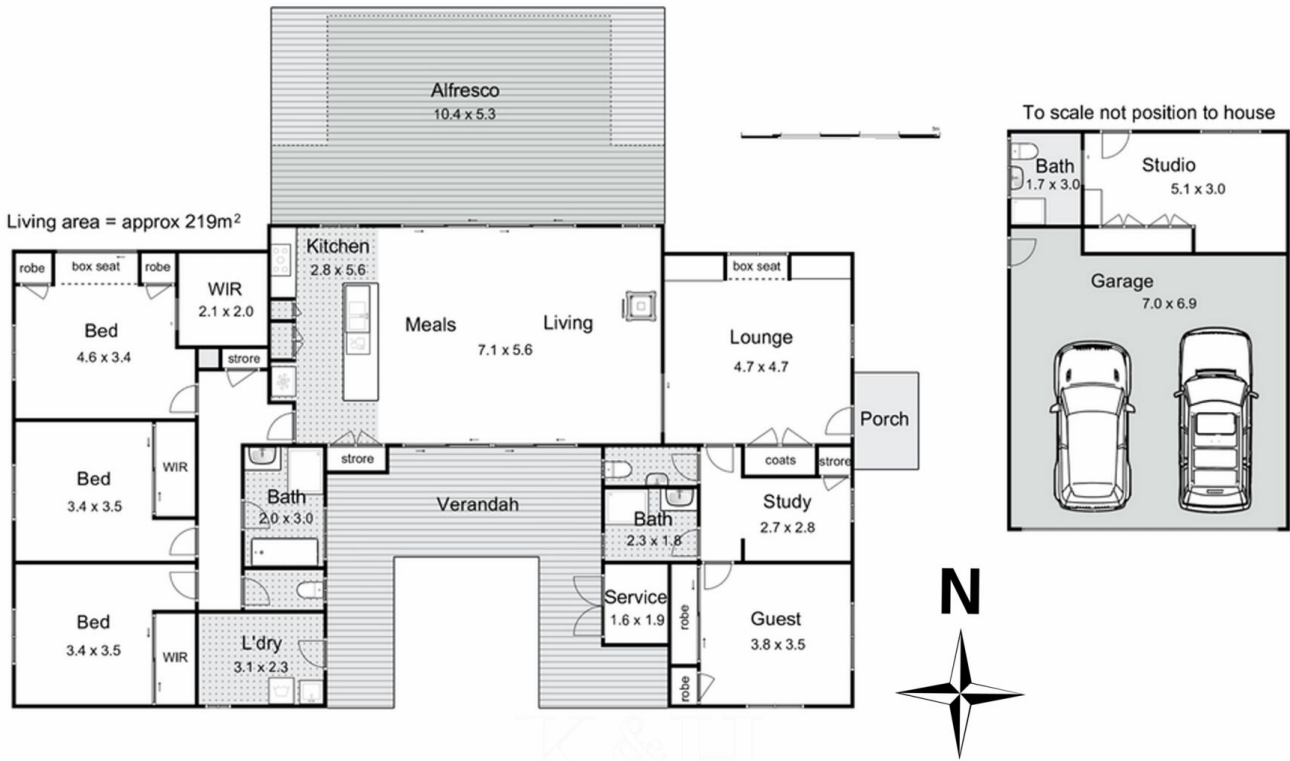 Alfresco
10.4 x 5.3
To scale not position to house
Bath
1.7 x 3.0
Studio
5.1 x 3.0
Living area = approx 219m²
robe
box seat
robe
WIR
2.1 x 2.0
Kitchen
2.8 x 5.6
box seat
Garage
7.0 x 6.9
Bed
4.6 x 3.4
strore
Meals
Living
7.1 x 5.6
Lounge
4.7 x 4.7
Porch
Bed
3.4 x 3.5
WIR
strore
coats
strore
Bath
2.0 x 3.0
Verandah
Bath
2.3 x 1.8
Study
2.7 x 2.8
Bed
3.4 x 3.5
WIR
L'dry
3.1 x 2.3
Service
1.6 x 1.9
robe
Guest
3.8 x 3.5
robe
N